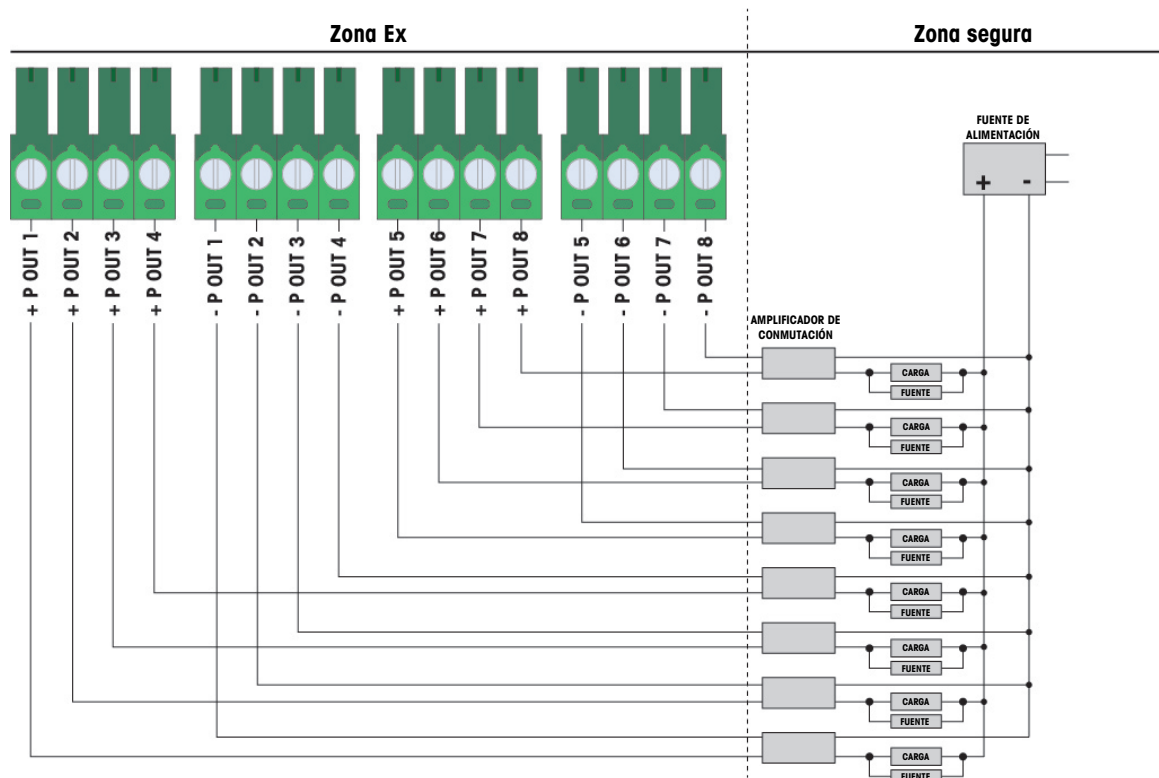 Zona Ex
Zona segura
FUENTE DE
ALIMENTACIÓN
+ -
+ P OUT 1
+ P OUT 2
+ P OUT 3
+ P OUT 4
- P OUT 1
- P OUT 2
- P OUT 3
- P OUT 4
+ P OUT 5
+ P OUT 6
+ P OUT 7
+ P OUT 8
- P OUT 5
- P OUT 6
- P OUT 7
- P OUT 8
AMPLIFICADOR DE
CONMUTACIÓN
CARGA
FUENTE
CARGA
FUENTE
CARGA
FUENTE
CARGA
FUENTE
CARGA
FUENTE
CARGA
FUENTE
CARGA
FUENTE
CARGA
FUENTE